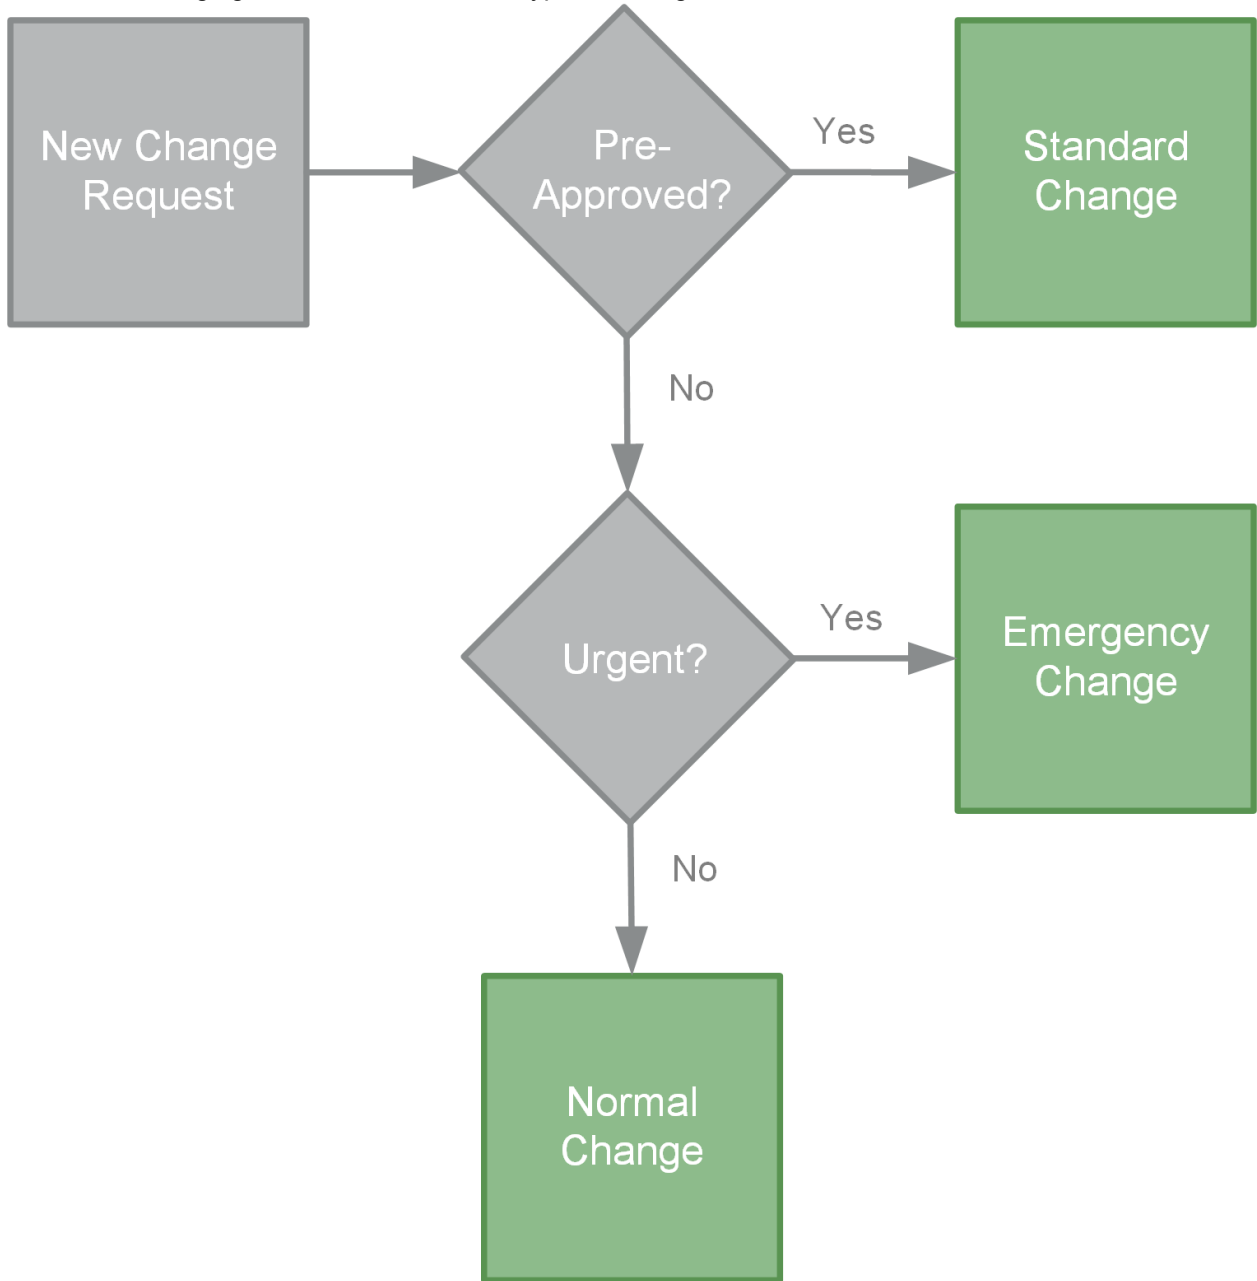 New Change
Request
Pre-
Approved?
Yes
Standard
Change
No
Urgent?
Yes
Emergency
Change
No
Normal
Change